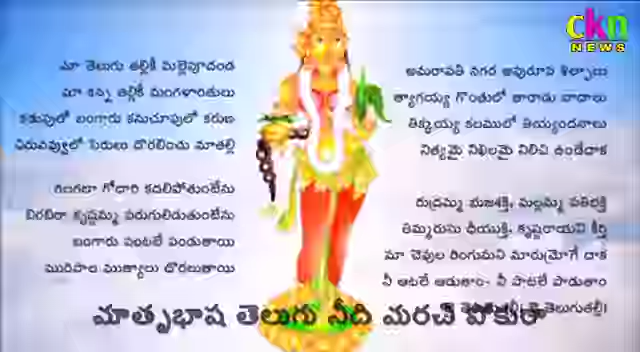 ckn
NEWS
మా తెలుగు తల్లికి మల్లెపూదండ
మా కన్న తల్లికి మంగళారతులు
కడుపులో బంగారు కనుచూపులో కరుణ
చిరునవ్వులో సిరులు దొరలించు మాతల్లి
గలగలా గోదారి కదలిపోతుంటేను
బిరబిరా కృష్ణమ్మ పరుగులిడుతుంటేను
బంగారు పంటలే పండుతాయి
మురిపాల ముత్యాలు దొరలుతాయి
అమరావతి నగర అపురూప శిల్పాలు
త్యాగయ్య గొంతులో తారాడు నాదాలు
తిక్కయ్య కలములో తియ్యందనాలు
నిత్యమై నిఖిలమై నిలిచి ఉండేదాక
రుద్రమ్మ భుజశక్తి, మల్లమ్మ పతిభక్తి
తిమ్మరుసు ధీయుక్తి, కృష్ణరాయని కీర్తి
మా చెవుల రింగుమని మారుమ్రోగే దాక
నీ ఆటలే ఆడుతాం- నీ పాటలే పాడుతాం
తెలుగుతల్లీ!
మాతృభాష తెలుగు నీది మరచి పోకురా